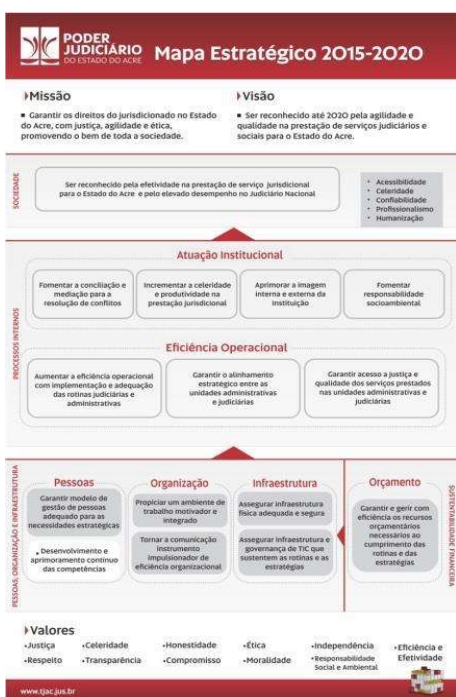 PODER
JUDICIÁRIO
DO ESTADO DO ACRE
Mapa Estratégico 2015-2020
Missão
Garantir os direitos do jurisdicionado no Estado
do Acre, com justiça, agilidade e ética,
promovendo o bem de toda a sociedade.
Visão
Ser reconhecido até 2020 pela agilidade e
qualidade na prestação de serviços judiciários e
sociais para o Estado do Acre.
SOCIEDADE
Ser reconhecido pela efetividade na prestação de serviço jurisdicional
para o Estado do Acre e pelo elevado desempenho no Judiciário Nacional
• Acessibilidade
• Celeridade
• Confiabilidade
• Profissionalismo
• Humanização
PROCESSOS INTERNOS
Atuação Institucional
Fomentar a conciliação e
mediação para a
resolução de conflitos
Incrementar a celeridade
e produtividade na
prestação jurisdicional
Aprimorar a imagem
interna e externa da
instituição
Fomentar
responsabilidade
socioambiental
Eficiência Operacional
Aumentar a eficiência operacional
com implementação e adequação
das rotinas judiciárias e
administrativas
Garantir o alinhamento
estratégico entre as
unidades administrativas
e judiciárias
Garantir acesso a justiça e
qualidade dos serviços prestados
nas unidades administrativas e
judiciárias
PESSOAS, ORGANIZAÇÃO E INFRAESTRUTURA
Pessoas
Garantir modelo de
gestão de pessoas
adequado para as
necessidades estratégicas
Desenvolvimento e
aprimoramento contínuo
das competências
Organização
Propiciar um ambiente de
trabalho motivador e
integrado
Tornar a comunicação
instrumento
impulsionador de
eficiência organizacional
Infraestrutura
Assegurar infraestrutura
física adequada e segura
Assegurar infraestrutura e
governança de TIC que
sustentem as rotinas e as
estratégias
Orçamento
Garantir e gerir com
eficiência os recursos
orçamentários
necessários ao
cumprimento das
rotinas e das
estratégias
SUSTENTABILIDADE FINANCEIRA
Valores
•Justiça •Celeridade •Honestidade •Ética •Independência •Eficiência e
Efetividade
•Respeito •Transparência •Compromisso •Moralidade •Responsabilidade
Social e Ambiental
www.tjac.jus.br